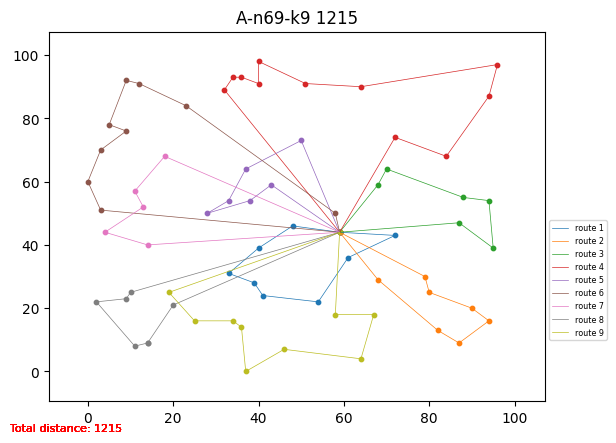 A-n69-k9 1215
100
80
60
40
20
0
0 20 40 60 80 100
route 1
route 2
route 3
route 4
route 5
route 6
route 7
route 8
route 9
Total distance: 1215